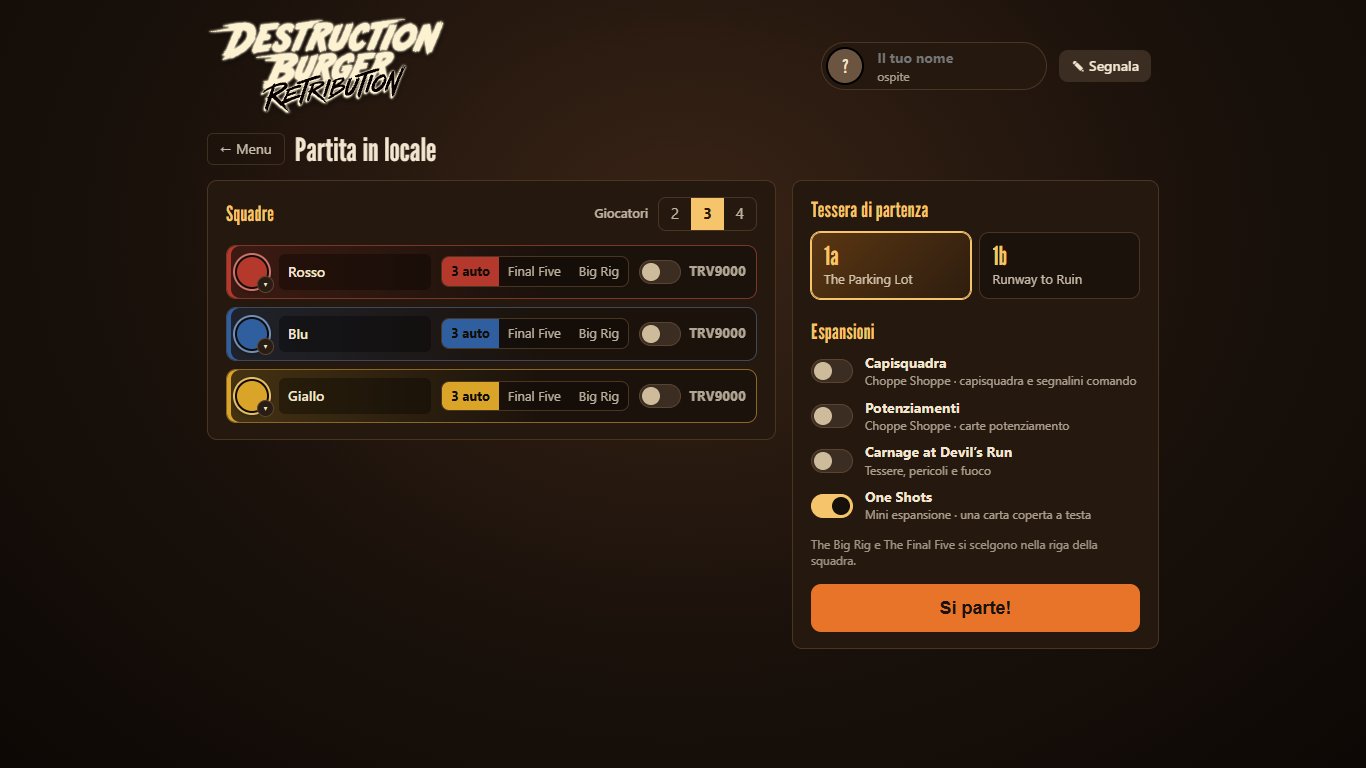 DESTRUCTION
BURGER
RETRIBUTION
?
Il tuo nome
ospite
Segnala
← Menu
Partita in locale
Squadre
Giocatori 2 3 4
Rosso 3 auto Final Five Big Rig TRV9000
Blu 3 auto Final Five Big Rig TRV9000
Giallo 3 auto Final Five Big Rig TRV9000
Tessera di partenza
1a
The Parking Lot
1b
Runway to Ruin
Espansioni
Capisquadra
Choppe Shoppe · capisquadra e segnalini comando
Potenziamenti
Choppe Shoppe · carte potenziamento
Carnage at Devil’s Run
Tessere, pericoli e fuoco
One Shots
Mini espansione · una carta coperta a testa
The Big Rig e The Final Five si scelgono nella riga della
squadra.
Si parte!